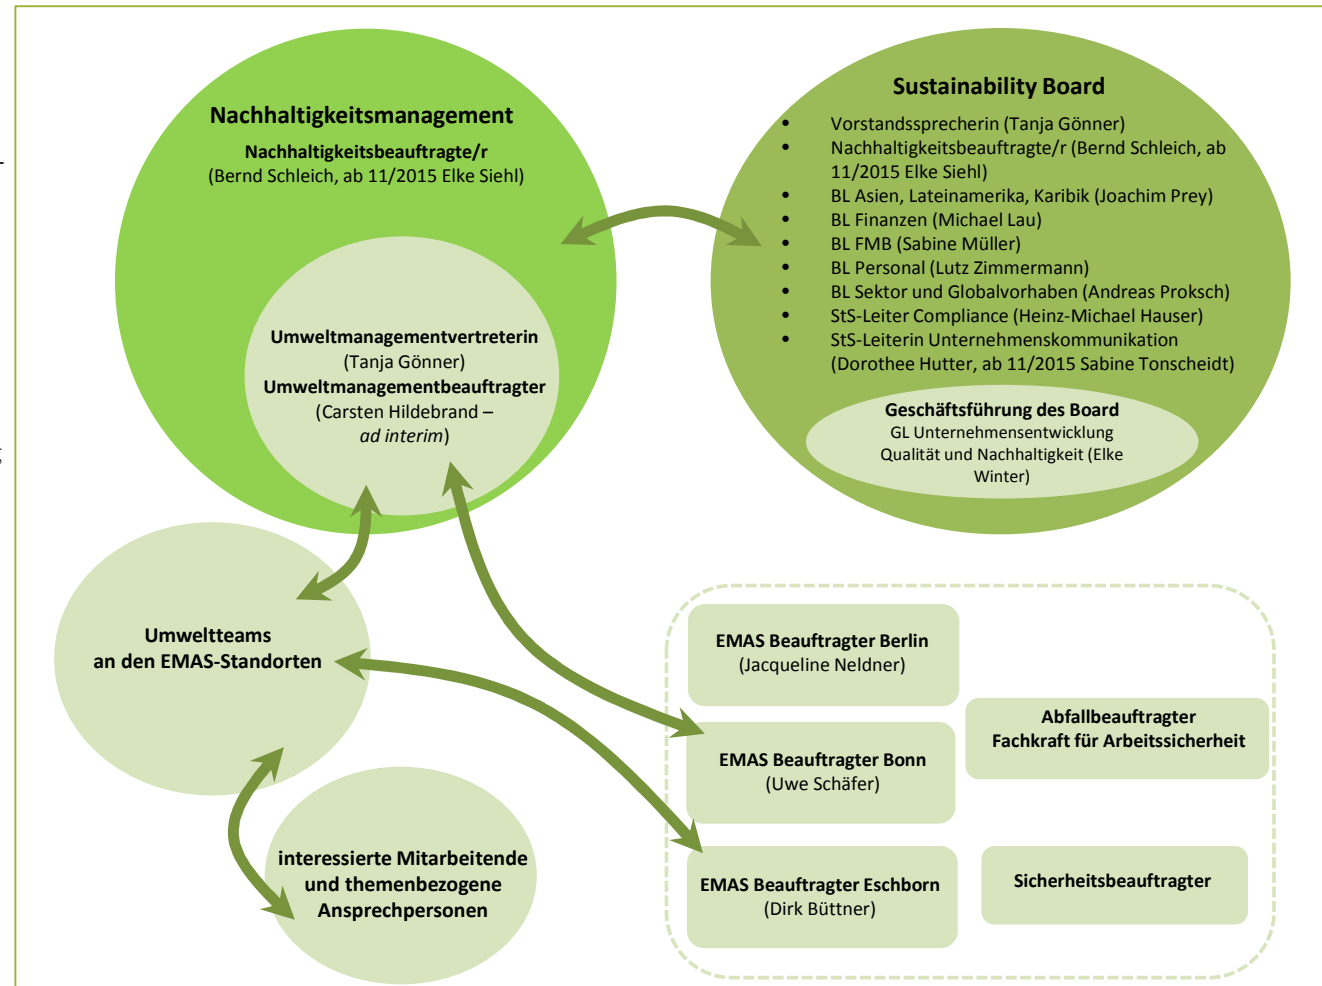 Nachhaltigkeitsmanagement
Nachhaltigkeitsbeauftragte/r
(Bernd Schleich, ab 11/2015 Elke Siehl)
Umweltmanagementvertreterin
(Tanja Gönner)
Umweltmanagementbeauftragter
(Carsten Hildebrand –
ad interim)
Sustainability Board
• Vorstandssprecherin (Tanja Gönner)
• Nachhaltigkeitsbeauftragte/r (Bernd Schleich, ab
11/2015 Elke Siehl)
• BL Asien, Lateinamerika, Karibik (Joachim Prey)
• BL Finanzen (Michael Lau)
• BL FMB (Sabine Müller)
• BL Personal (Lutz Zimmermann)
• BL Sektor und Globalvorhaben (Andreas Proksch)
• StS-Leiter Compliance (Heinz-Michael Hauser)
• StS-Leiterin Unternehmenskommunikation
(Dorothee Hutter, ab 11/2015 Sabine Tonscheidt)
Geschäftsführung des Board
GL Unternehmensentwicklung
Qualität und Nachhaltigkeit (Elke
Winter)
Umweltteams
an den EMAS-Standorten
interessierte Mitarbeitende
und themenbezogene
Ansprechpersonen
EMAS Beauftragter Berlin
(Jacqueline Neldner)
EMAS Beauftragter Bonn
(Uwe Schäfer)
EMAS Beauftragter Eschborn
(Dirk Büttner)
Abfallbeauftragter
Fachkraft für Arbeitssicherheit
Sicherheitsbeauftragter